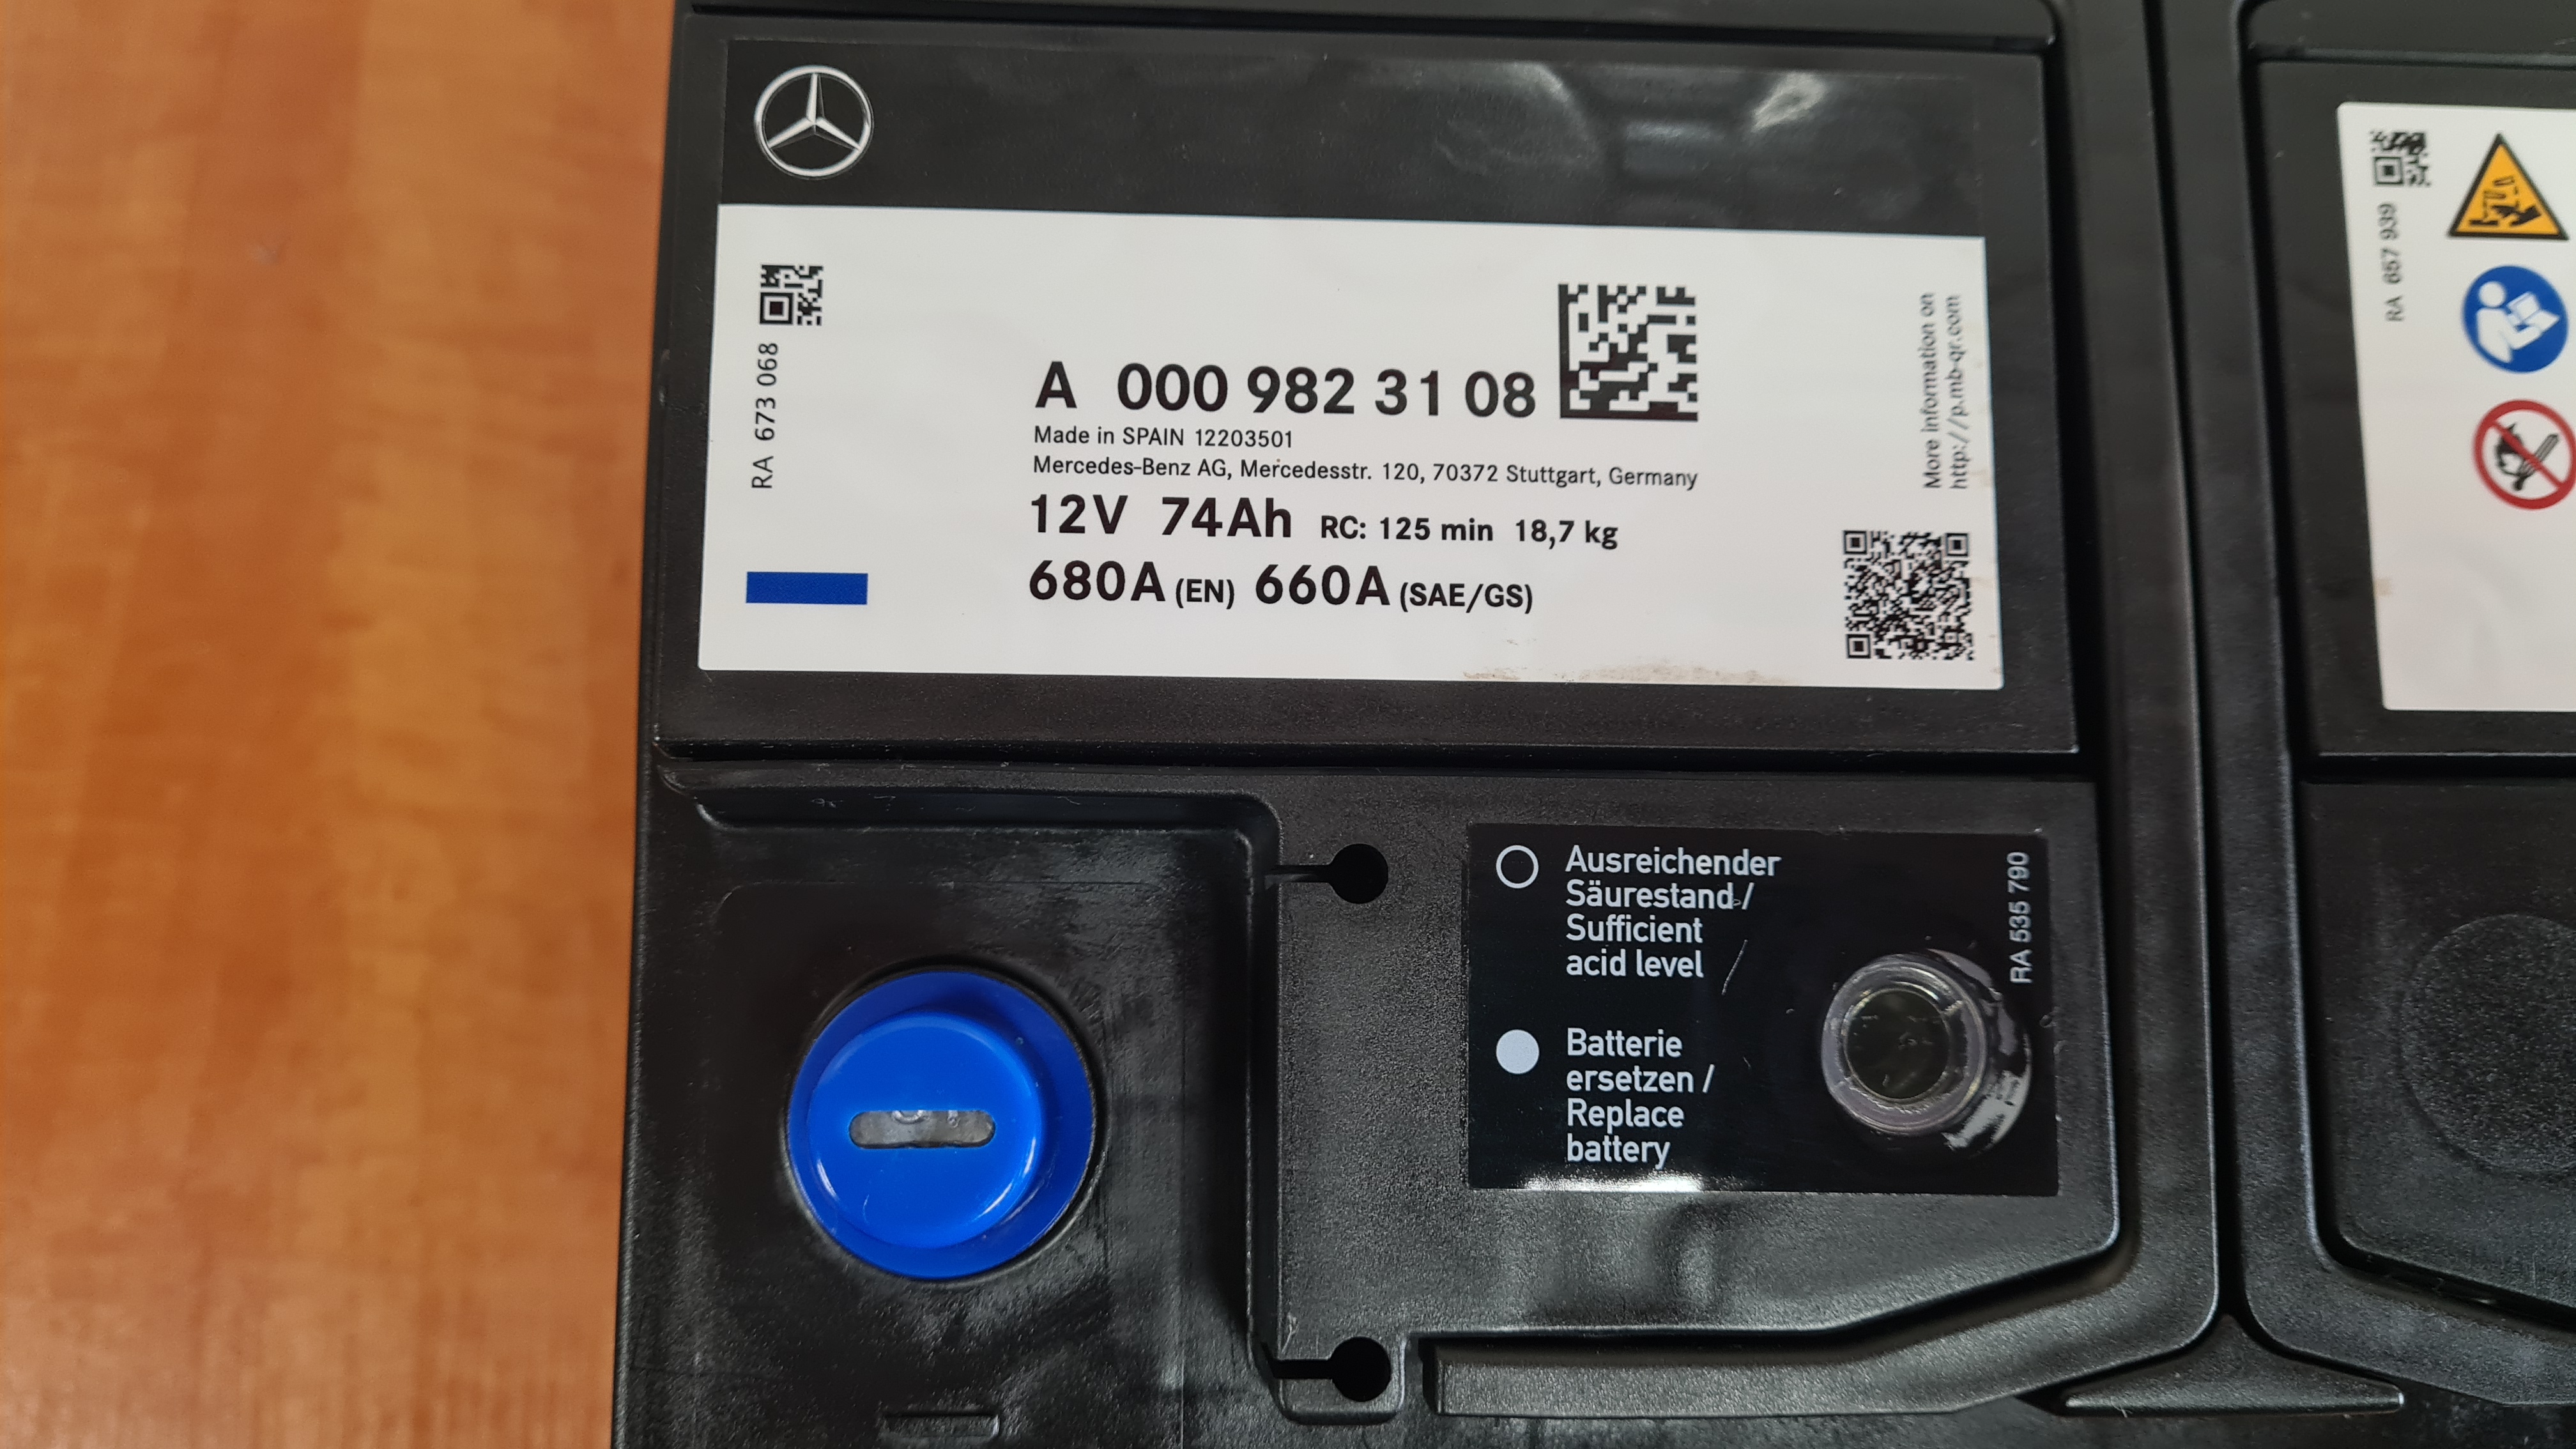 RA 673 068
A 000 982 31 08
Made in SPAIN 12203501
Mercedes-Benz AG, Mercedesstr. 120, 70372 Stuttgart, Germany
12V 74Ah RC: 125 min 18,7 kg
680A (EN) 660A (SAE/GS)
More information on
http://p.mb-qr.com
RA 657 939
Ausreichender
Säurestand/
Sufficient
acid level
Batterie
ersetzen /
Replace
battery
RA 535 790